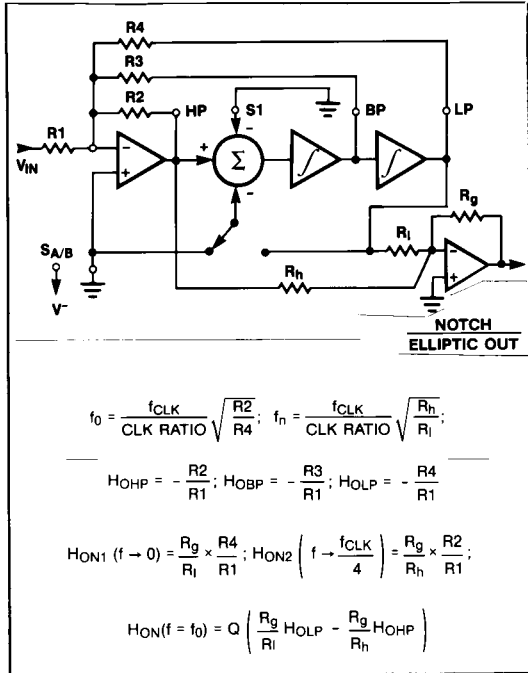 R4
R3
R2
HP
S1
BP
LP
R1
VIN
+
−
Σ
−
−
+
∫
∫
SA/B
V−
Rh
Rl
Rg
−
+
NOTCH
ELLIPTIC OUT
f0 = fCLK / CLK RATIO √(R2 / R4); fn = fCLK / CLK RATIO √(Rh / Rl);
HOHP = − R2 / R1; HOBP = − R3 / R1; HOLP = − R4 / R1
HON1 (f → 0) = Rg / Rl × R4 / R1; HON2 (f → fCLK / 4) = Rg / Rh × R2 / R1;
HON(f = f0) = Q (Rg / Rl HOLP − Rg / Rh HOHP)